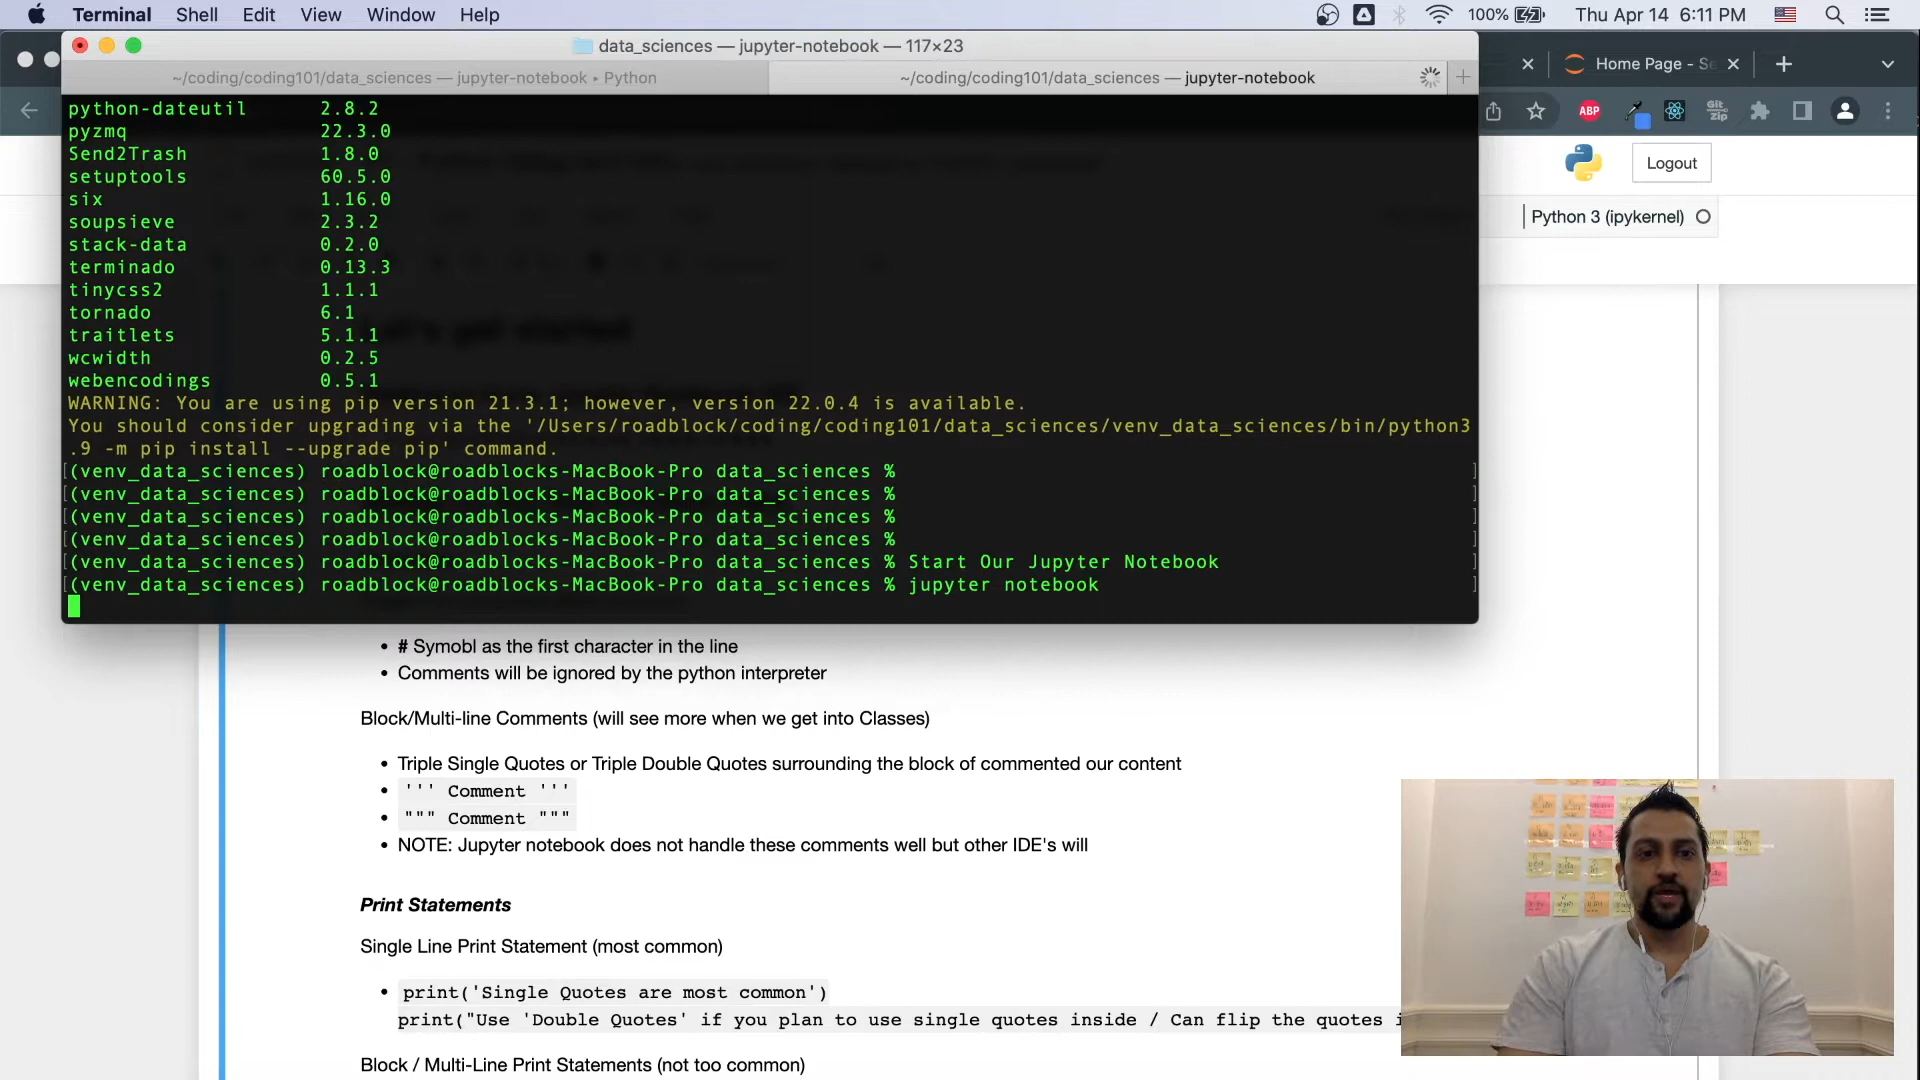 Terminal Shell Edit View Window Help 100% Thu Apr 14 6:11 PM
data_sciences — jupyter-notebook — 117×23
~/coding/coding101/data_sciences — jupyter-notebook • Python ~/coding/coding101/data_sciences — jupyter-notebook
Home Page - Se
ABP Git Zip
python-dateutil 2.8.2
pyzmq 22.3.0
Send2Trash 1.8.0
setuptools 60.5.0
six 1.16.0
soupsieve 2.3.2
stack-data 0.2.0
terminado 0.13.3
tinycss2 1.1.1
tornado 6.1
traitlets 5.1.1
wcwidth 0.2.5
webencodings 0.5.1
WARNING: You are using pip version 21.3.1; however, version 22.0.4 is available.
You should consider upgrading via the '/Users/roadblock/coding/coding101/data_sciences/venv_data_sciences/bin/python3
.9 -m pip install --upgrade pip' command.
[(venv_data_sciences) roadblock@roadblocks-MacBook-Pro data_sciences % ]
[(venv_data_sciences) roadblock@roadblocks-MacBook-Pro data_sciences % ]
[(venv_data_sciences) roadblock@roadblocks-MacBook-Pro data_sciences % ]
[(venv_data_sciences) roadblock@roadblocks-MacBook-Pro data_sciences % ]
[(venv_data_sciences) roadblock@roadblocks-MacBook-Pro data_sciences % Start Our Jupyter Notebook ]
[(venv_data_sciences) roadblock@roadblocks-MacBook-Pro data_sciences % jupyter notebook ]
Logout
Python 3 (ipykernel)
• # Symobl as the first character in the line
• Comments will be ignored by the python interpreter
Block/Multi-line Comments (will see more when we get into Classes)
• Triple Single Quotes or Triple Double Quotes surrounding the block of commented our content
• ''' Comment '''
• """ Comment """
• NOTE: Jupyter notebook does not handle these comments well but other IDE's will
Print Statements
Single Line Print Statement (most common)
• print('Single Quotes are most common')
print("Use 'Double Quotes' if you plan to use single quotes inside / Can flip the quotes i
Block / Multi-Line Print Statements (not too common)